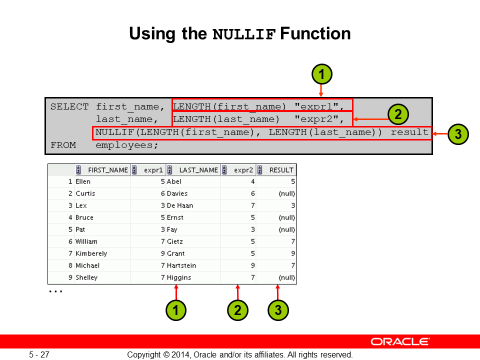 Using the NULLIF Function
1
SELECT first_name, LENGTH(first_name) "expr1",
2
last_name, LENGTH(last_name) "expr2",
3
NULLIF(LENGTH(first_name), LENGTH(last_name)) result
FROM employees;
FIRST_NAME expr1 LAST_NAME expr2 RESULT
1 Ellen 5 Abel 4 5
2 Curtis 6 Davies 6 (null)
3 Lex 3 De Haan 7 3
4 Bruce 5 Ernst 5 (null)
5 Pat 3 Fay 3 (null)
6 William 7 Gietz 5 7
7 Kimberely 9 Grant 5 9
8 Michael 7 Hartstein 9 7
9 Shelley 7 Higgins 7 (null)
...
1 2 3
ORACLE
5 - 27 Copyright © 2014, Oracle and/or its affiliates. All rights reserved.